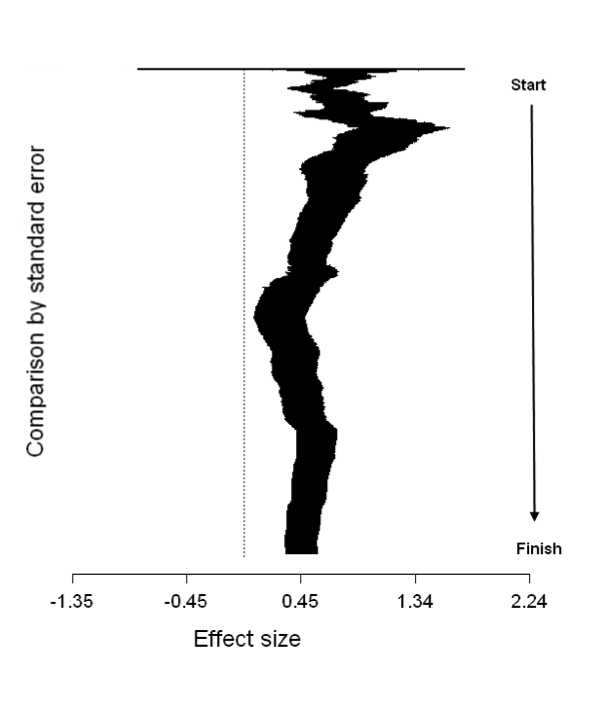 Start
Comparison by standard error
Finish
-1.35 -0.45 0.45 1.34 2.24
Effect size